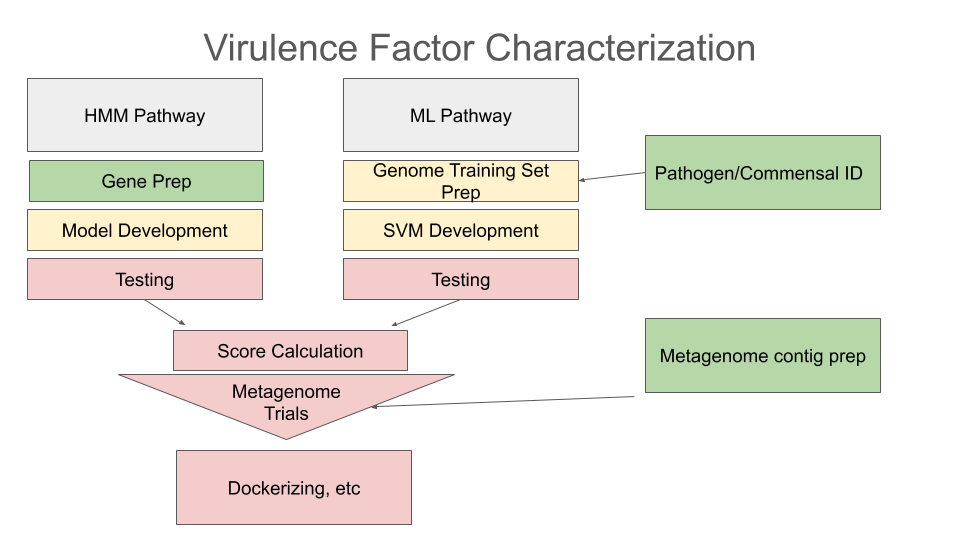 Virulence Factor Characterization
HMM Pathway
Gene Prep
Model Development
Testing
ML Pathway
Genome Training Set
Prep
SVM Development
Testing
Pathogen/Commensal ID
Score Calculation
Metagenome
Trials
Metagenome contig prep
Dockerizing, etc